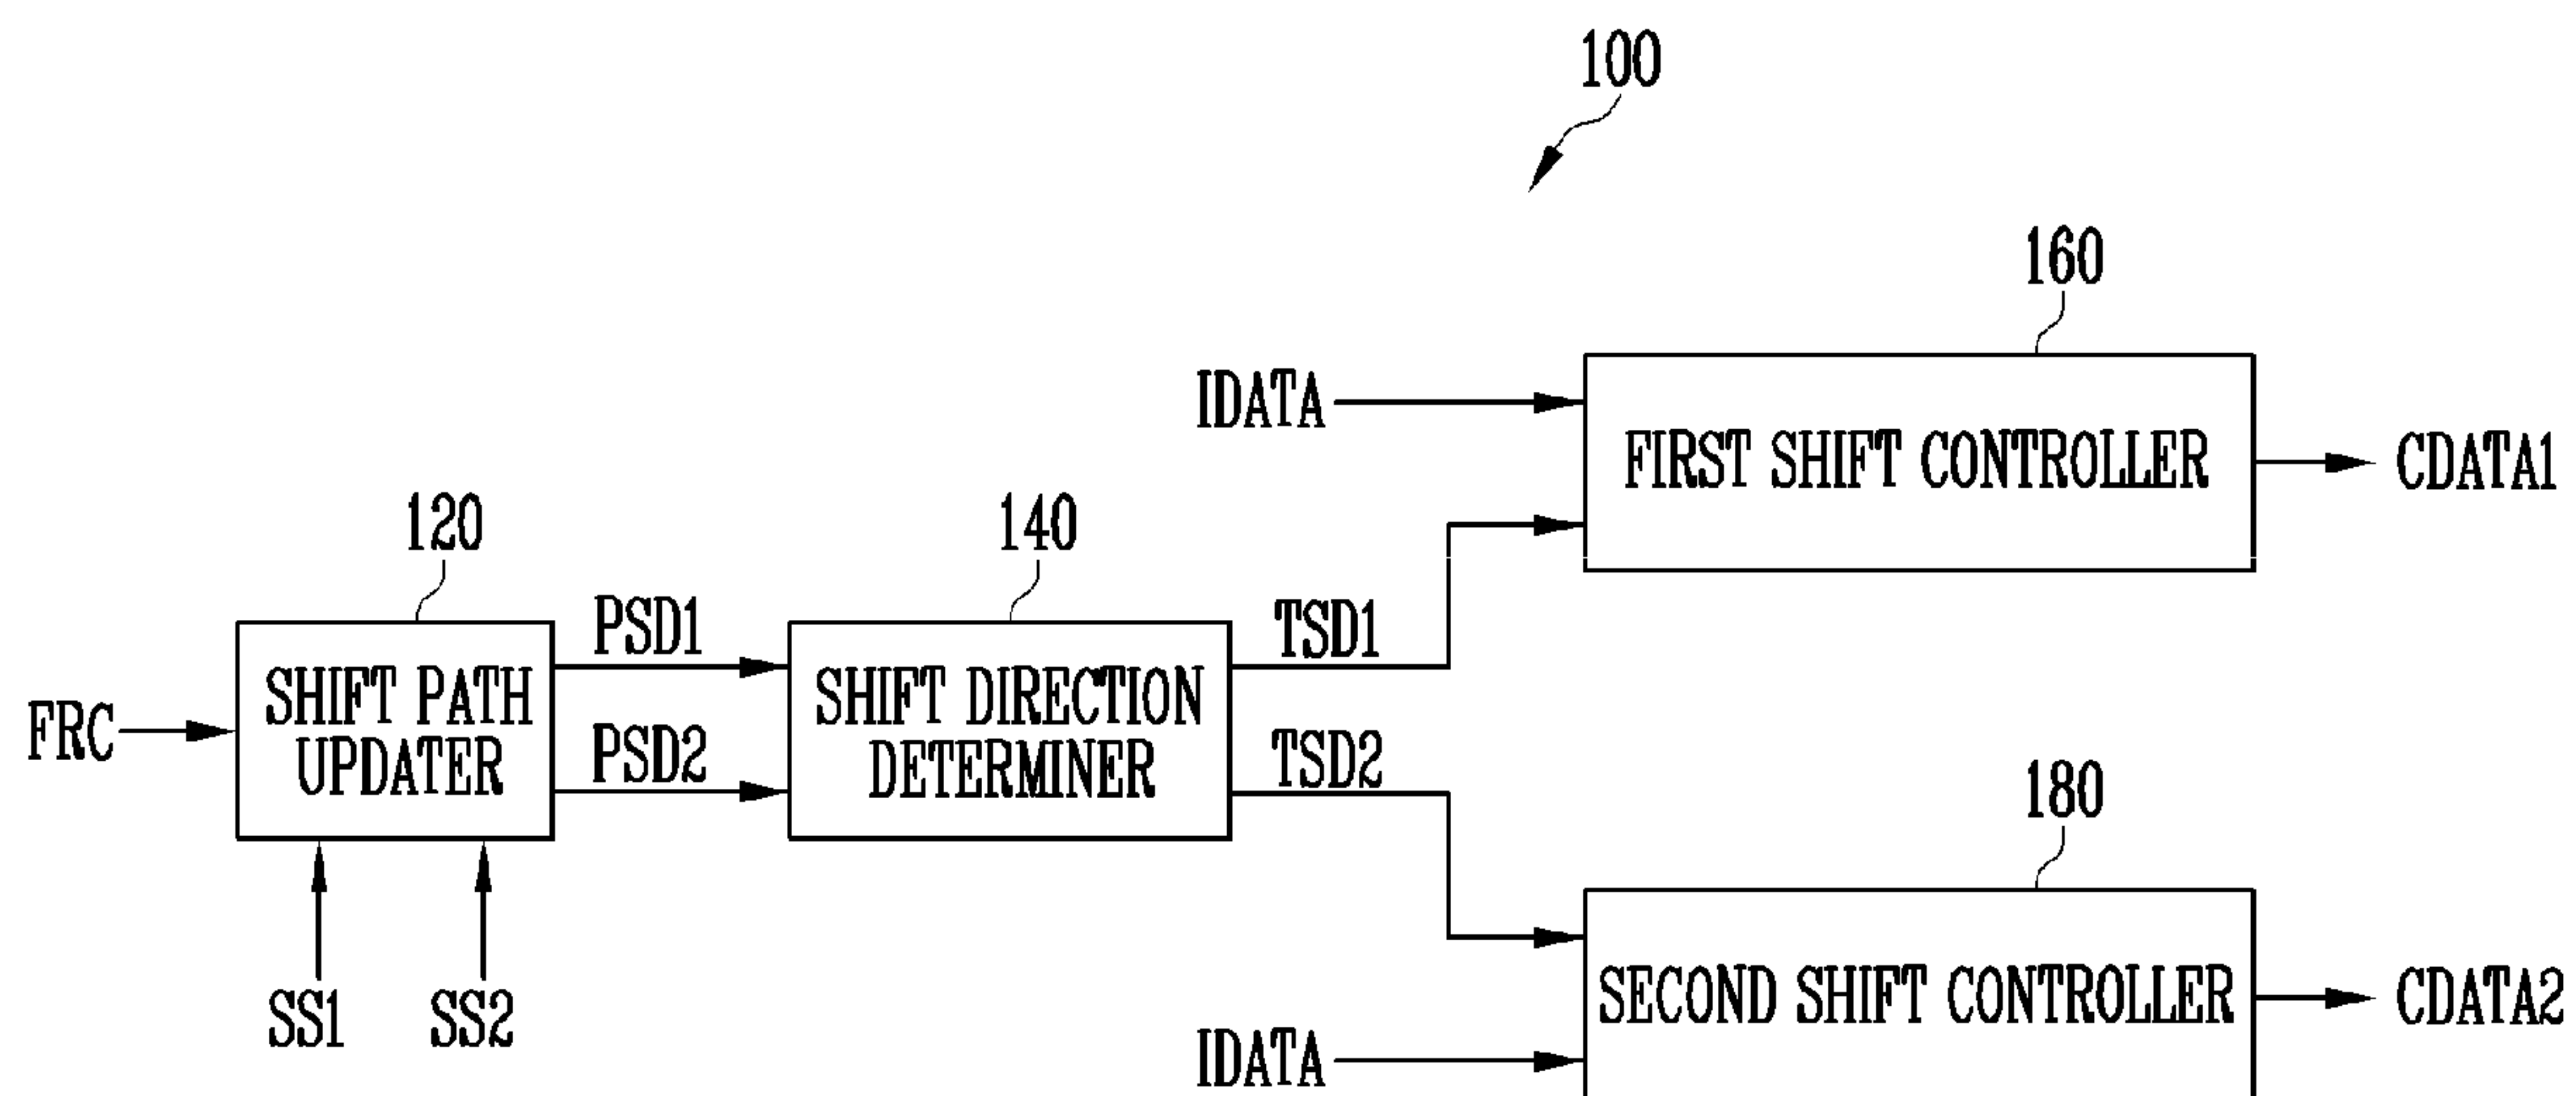 100
160
IDATA
FIRST SHIFT CONTROLLER
CDATA1
120
140
PSD1
TSD1
SHIFT PATH
UPDATER
SHIFT DIRECTION
DETERMINER
FRC
PSD2
TSD2
180
SS1
SS2
SECOND SHIFT CONTROLLER
CDATA2
IDATA